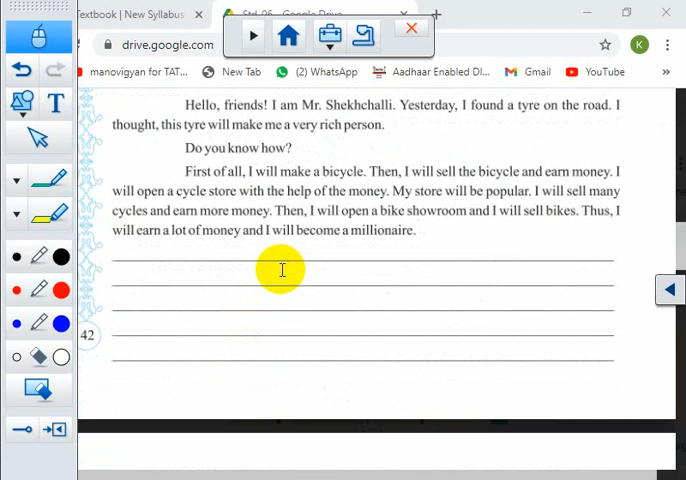 Textbook | New Syllabus
Std. 06 - Google Drive
drive.google.com
K
manovigyan for TAT...
New Tab
(2) WhatsApp
Aadhaar Enabled DI...
Gmail
YouTube
»
T
Hello, friends! I am Mr. Shekhchalli. Yesterday, I found a tyre on the road. I
thought, this tyre will make me a very rich person.
Do you know how?
First of all, I will make a bicycle. Then, I will sell the bicycle and earn money. I
will open a cycle store with the help of the money. My store will be popular. I will sell many
cycles and earn more money. Then, I will open a bike showroom and I will sell bikes. Thus, I
will earn a lot of money and I will become a millionaire.
42